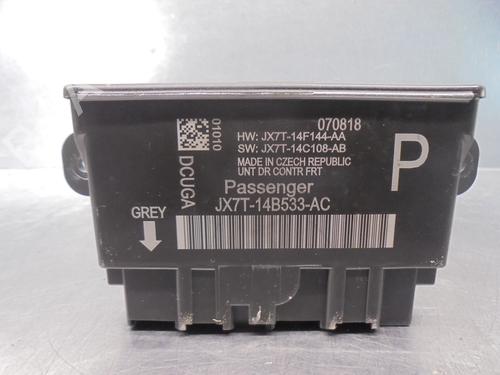 070818
01010
HW: JX7T-14F144-AA
SW: JX7T-14C108-AB
MADE IN CZECH REPUBLIC
UNT DR CONTR FRT
DCUGA
Passenger
P
JX7T-14B533-AC
GREY